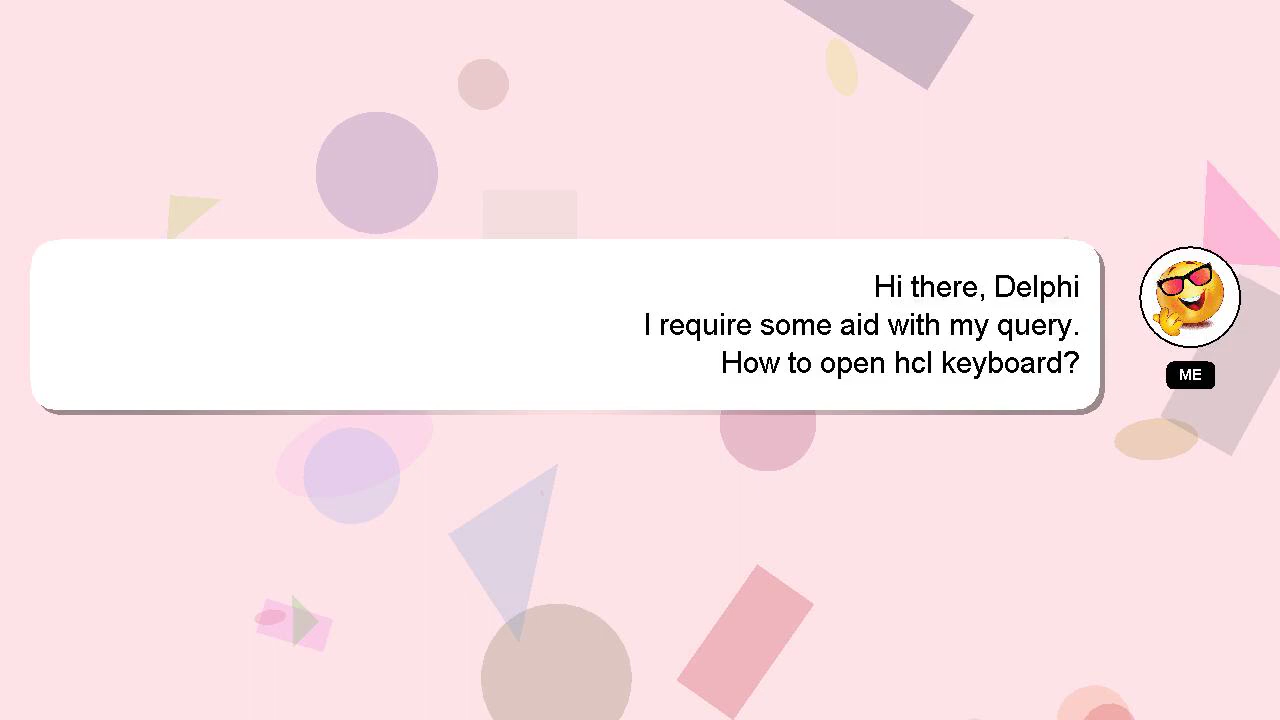 Hi there, Delphi
I require some aid with my query.
How to open hcl keyboard?
ME